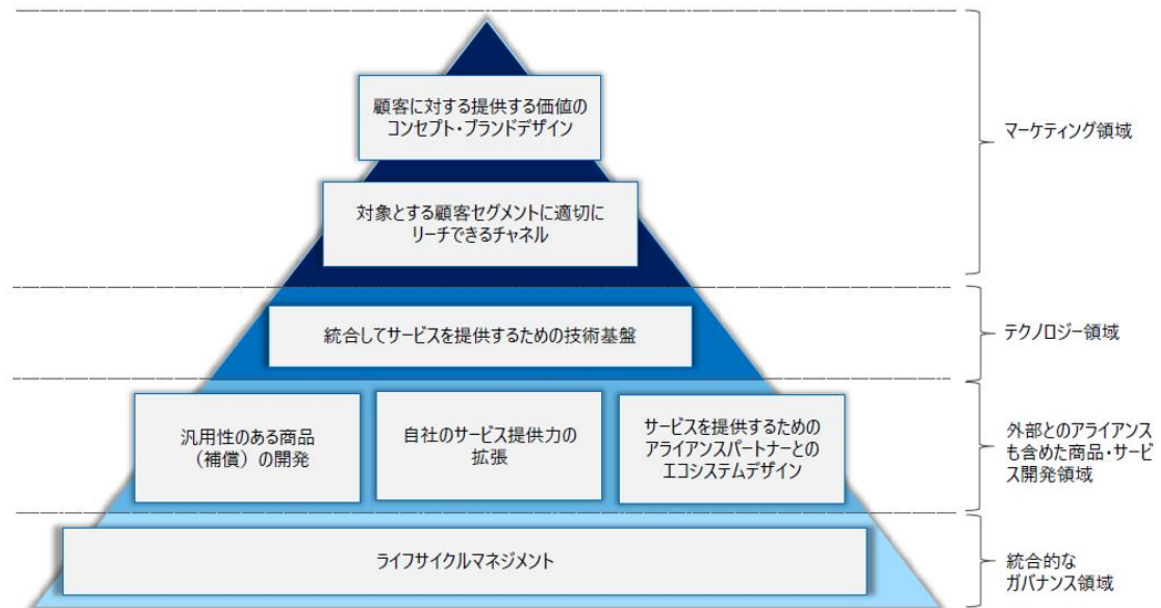 顧客に対する提供する価値の
コンセプト・ブランドデザイン
マーケティング領域
対象とする顧客セグメントに適切に
リーチできるチャネル
統合してサービスを提供するための技術基盤
テクノロジー領域
汎用性のある商品
（補償）の開発
自社のサービス提供力の
拡張
サービスを提供するための
アライアンスパートナーとの
エコシステムデザイン
外部とのアライアンス
も含めた商品・サービ
ス開発領域
ライフサイクルマネジメント
統合的な
ガバナンス領域